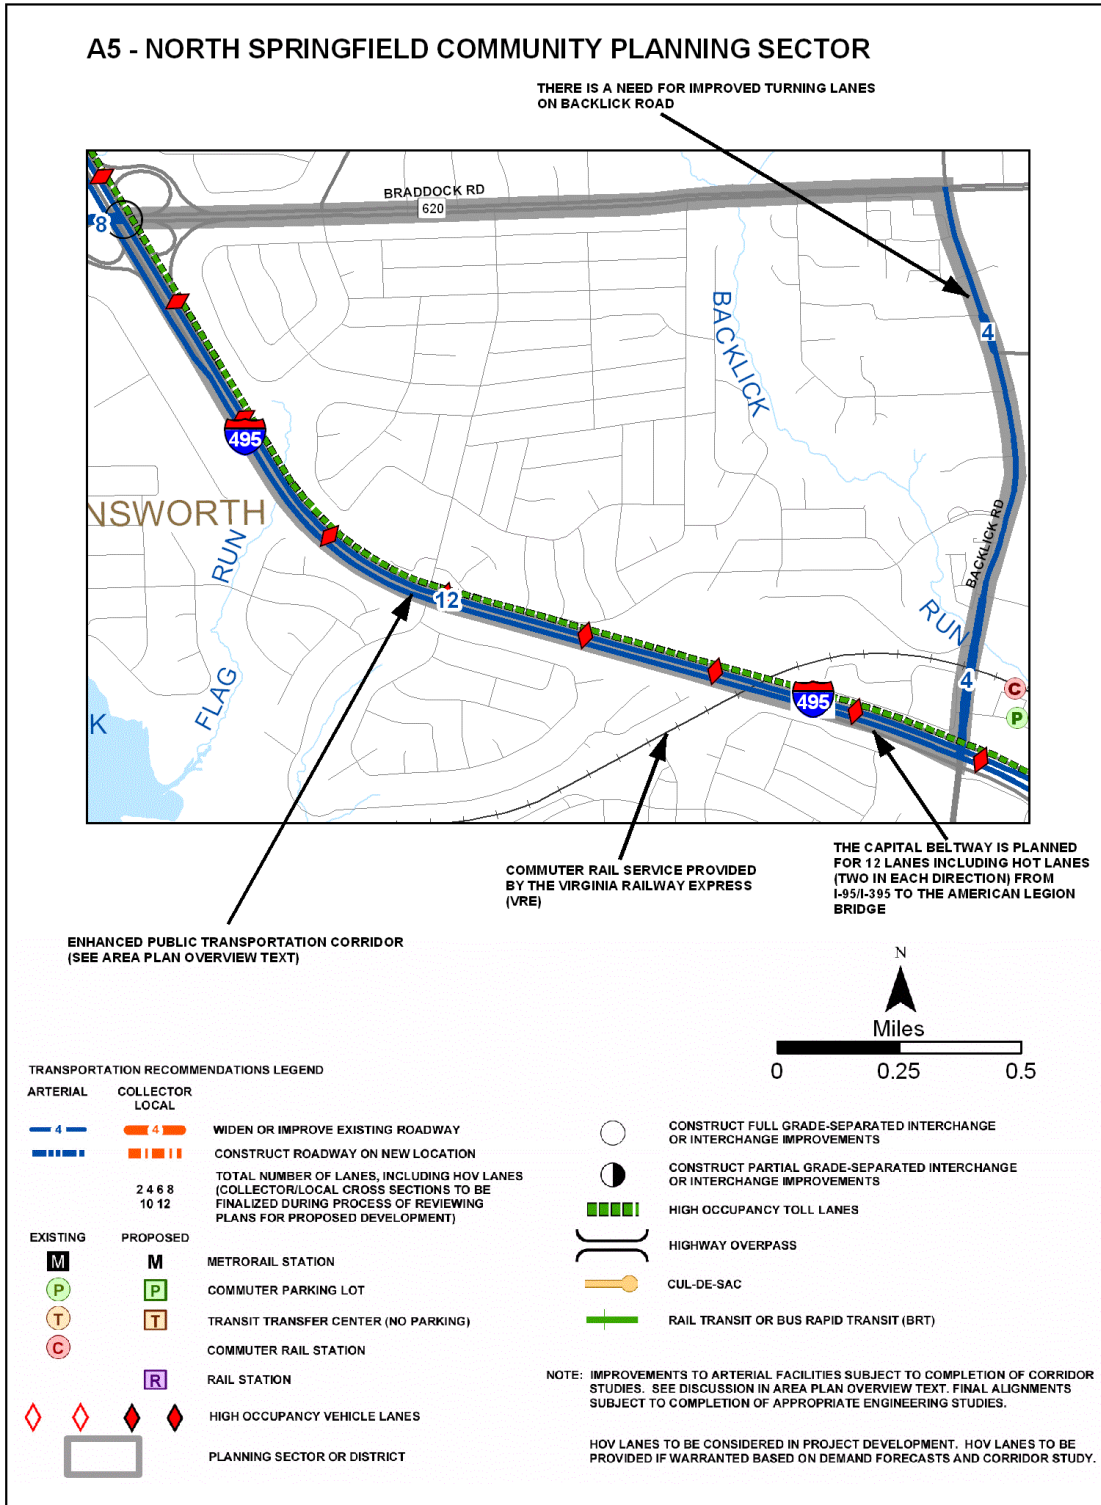 A5 - NORTH SPRINGFIELD COMMUNITY PLANNING SECTOR
THERE IS A NEED FOR IMPROVED TURNING LANES
ON BACKLICK ROAD
BRADDOCK RD
620
8
BACKLICK
4
495
NSWORTH
RUN
BACKLICK RD
12
RUN
FLAG
4
C
495
P
K
THE CAPITAL BELTWAY IS PLANNED
FOR 12 LANES INCLUDING HOT LANES
(TWO IN EACH DIRECTION) FROM
I-95/I-395 TO THE AMERICAN LEGION
BRIDGE
COMMUTER RAIL SERVICE PROVIDED
BY THE VIRGINIA RAILWAY EXPRESS
(VRE)
ENHANCED PUBLIC TRANSPORTATION CORRIDOR
(SEE AREA PLAN OVERVIEW TEXT)
N
Miles
0 0.25 0.5
TRANSPORTATION RECOMMENDATIONS LEGEND
ARTERIAL COLLECTOR
LOCAL
4 4 WIDEN OR IMPROVE EXISTING ROADWAY
CONSTRUCT ROADWAY ON NEW LOCATION
TOTAL NUMBER OF LANES, INCLUDING HOV LANES
2 4 6 8 (COLLECTOR/LOCAL CROSS SECTIONS TO BE
10 12 FINALIZED DURING PROCESS OF REVIEWING
PLANS FOR PROPOSED DEVELOPMENT)
EXISTING PROPOSED
M M METRORAIL STATION
P P COMMUTER PARKING LOT
T T TRANSIT TRANSFER CENTER (NO PARKING)
C COMMUTER RAIL STATION
R RAIL STATION
HIGH OCCUPANCY VEHICLE LANES
PLANNING SECTOR OR DISTRICT
CONSTRUCT FULL GRADE-SEPARATED INTERCHANGE
OR INTERCHANGE IMPROVEMENTS
CONSTRUCT PARTIAL GRADE-SEPARATED INTERCHANGE
OR INTERCHANGE IMPROVEMENTS
HIGH OCCUPANCY TOLL LANES
HIGHWAY OVERPASS
CUL-DE-SAC
RAIL TRANSIT OR BUS RAPID TRANSIT (BRT)
NOTE: IMPROVEMENTS TO ARTERIAL FACILITIES SUBJECT TO COMPLETION OF CORRIDOR
STUDIES. SEE DISCUSSION IN AREA PLAN OVERVIEW TEXT. FINAL ALIGNMENTS
SUBJECT TO COMPLETION OF APPROPRIATE ENGINEERING STUDIES.
HOV LANES TO BE CONSIDERED IN PROJECT DEVELOPMENT. HOV LANES TO BE
PROVIDED IF WARRANTED BASED ON DEMAND FORECASTS AND CORRIDOR STUDY.